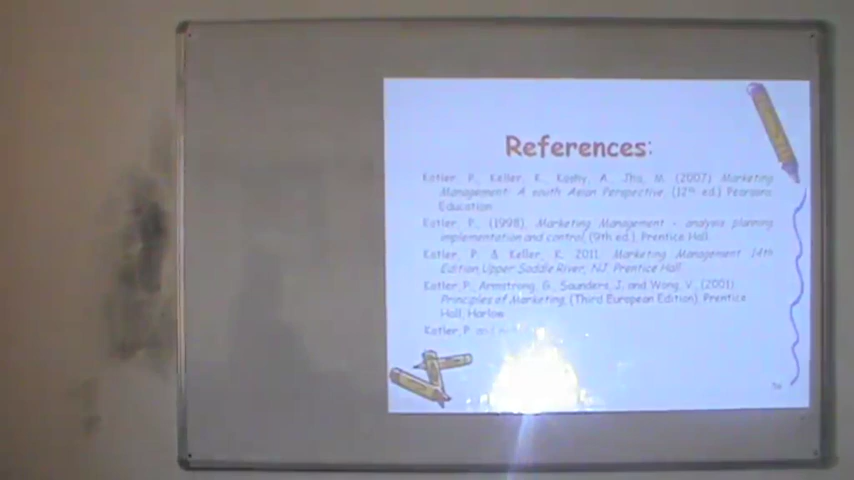 References:
Kotler, P., Keller, K., Koshy, A., Jha, M. (2007) Marketing
Management: A south Asian Perspective, (12th ed.) Pearson
Education
Kotler, P., (1998), Marketing Management - analysis planning
implementation and control, (9th ed.), Prentice Hall.
Kotler, P. & Keller, K. 2011. Marketing Management 14th
Edition, Upper Saddle River, NJ. Prentice Hall.
Kotler, P., Armstrong, G., Saunders, J. and Wong, V., (2001)
Principles of Marketing, (Third European Edition), Prentice
Hall, Harlow
Kotler, P. and